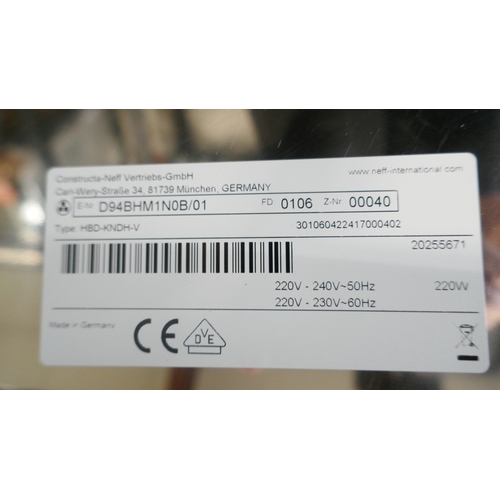 Constructa-Neff Vertriebs-GmbH www.neff-international.com
Carl-Wery-Straße 34, 81739 München, GERMANY
E-Nr. D94BHM1N0B/01 FD 0106 Z-Nr 00040
Type: HBD-KNDH-V 301060422417000402
20255671
220V - 240V~50Hz 220W
220V - 230V~60Hz
Made in Germany CE DVE